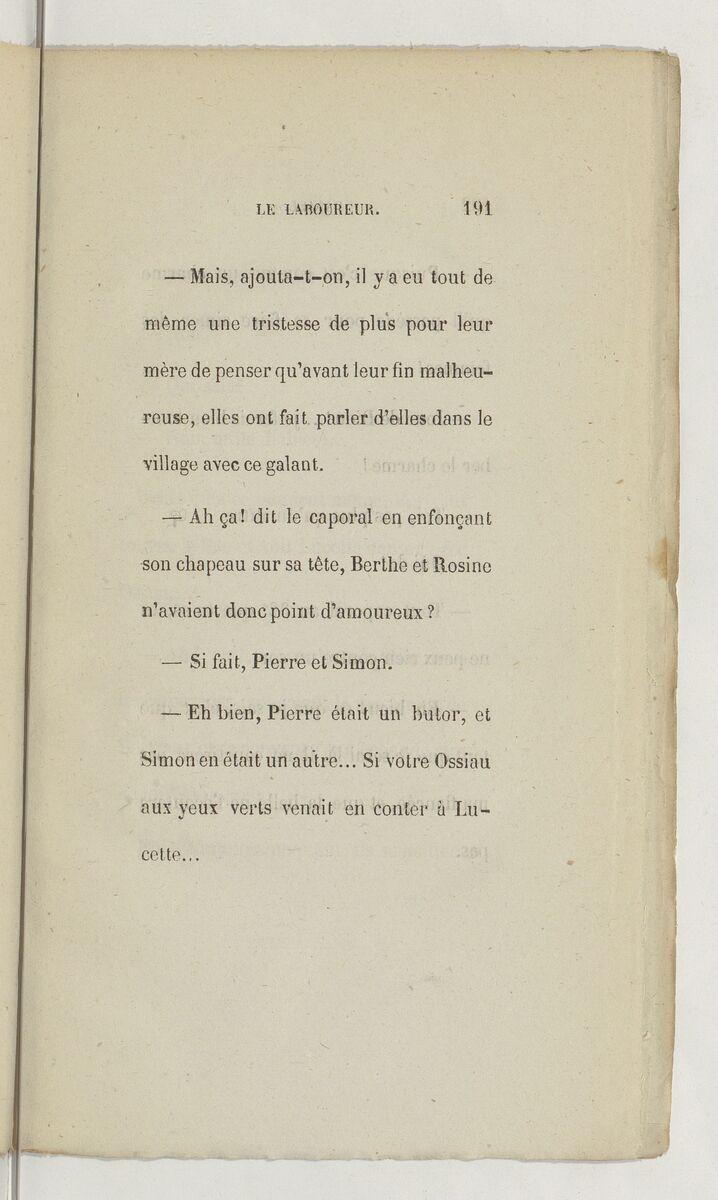 LE LABOUREUR. 191
— Mais, ajouta-t-on, il y a eu tout de
même une tristesse de plus pour leur
mère de penser qu'avant leur fin malheu-
reuse, elles ont fait parler d'elles dans le
village avec ce galant.
— Ah ça! dit le caporal en enfonçant
son chapeau sur sa tête, Berthe et Rosine
n'avaient donc point d'amoureux ?
— Si fait, Pierre et Simon.
— Eh bien, Pierre était un butor, et
Simon en était un autre... Si votre Ossiau
aux yeux verts venait en conter à Lu-
cette...